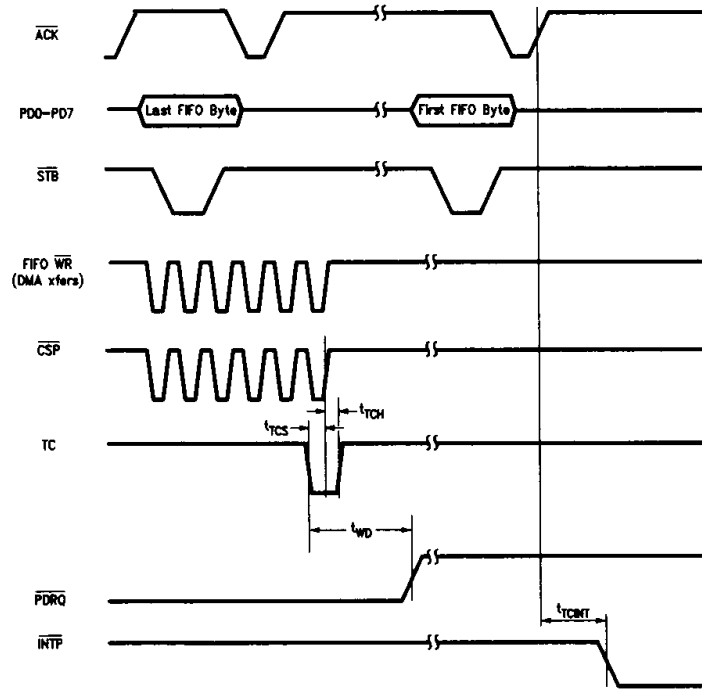 ACK
PD0-PD7 Last FIFO Byte First FIFO Byte
STB
FIFO WR
(DMA xfers)
CSP
tTCH
tTCS
TC
tWD
PDRQ
tTCINT
INTP